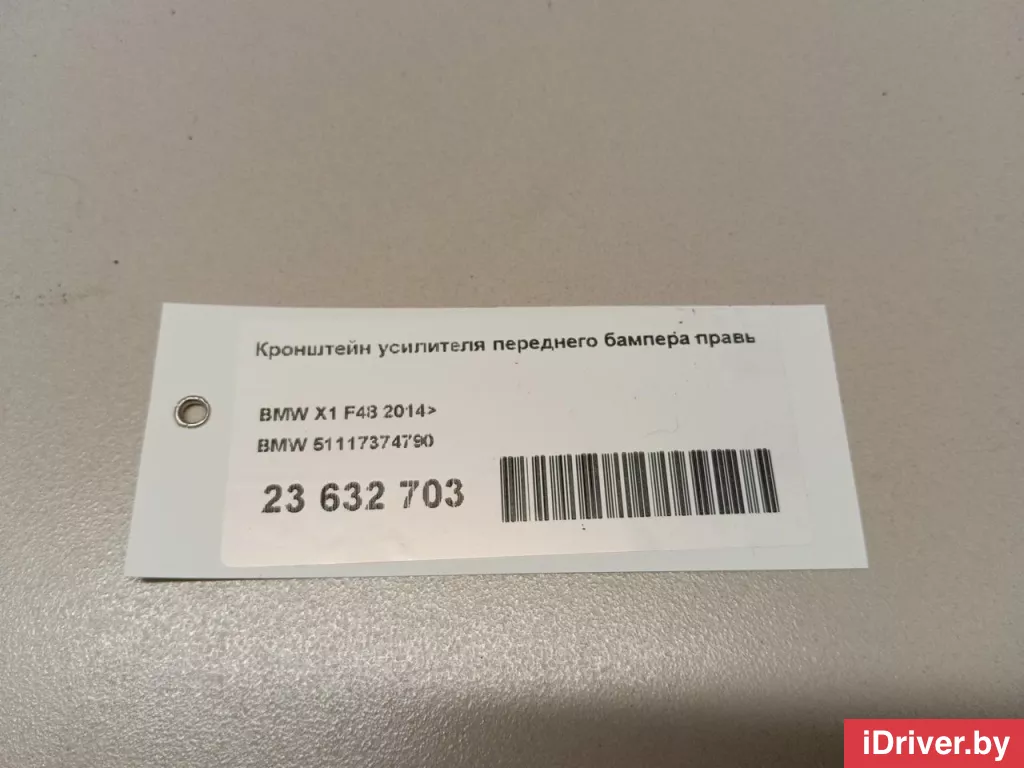 Кронштейн усилителя переднего бампера правь
BMW X1 F48 2014>
BMW 51117374790
23 632 703
iDriver.by